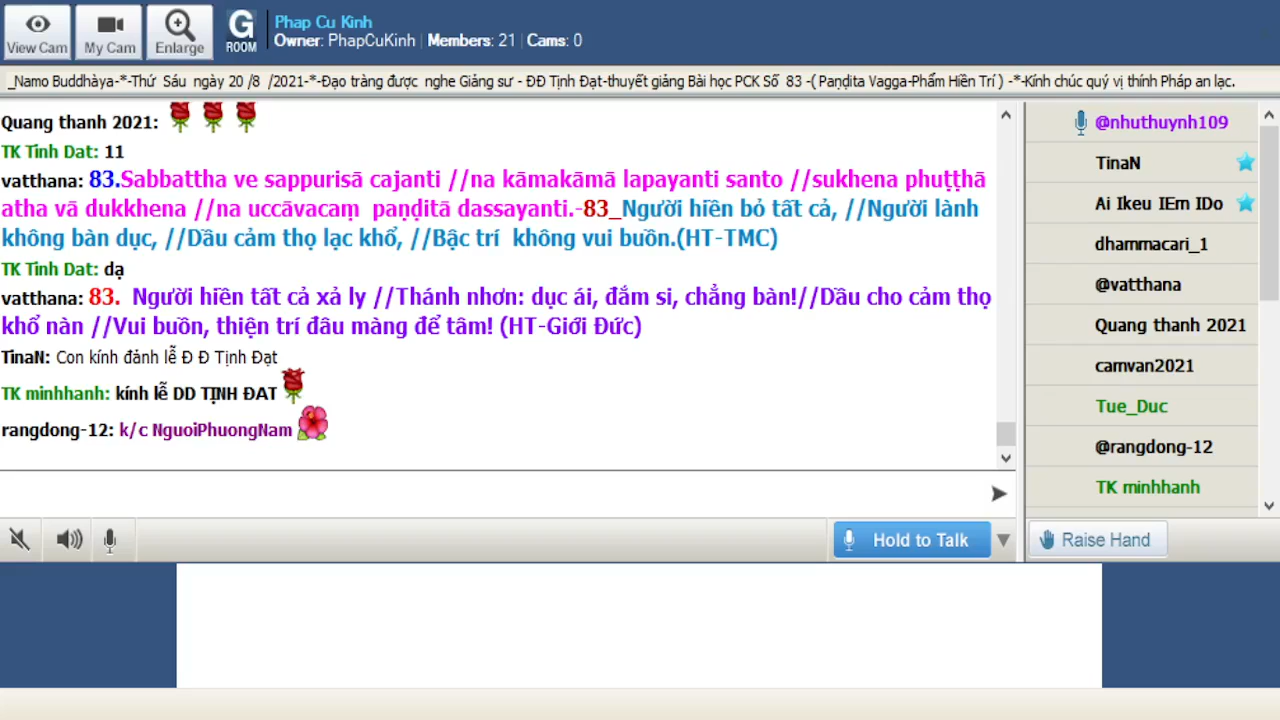 Phap Cu Kinh
View Cam My Cam Enlarge G ROOM Owner: PhapCuKinh | Members: 21 | Cams: 0
_Namo Buddhàya-*-Thứ Sáu ngày 20 /8 /2021-*-Đạo tràng được nghe Giảng sư - ĐĐ Tịnh Đạt-thuyết giảng Bài học PCK Số 83 -( Paṇḍita Vagga-Phẩm Hiền Trí ) -*-Kính chúc quý vị thính Pháp an lạc.
Quang thanh 2021:
TK Tinh Dat: 11
vatthana: 83.Sabbattha ve sappurisā cajanti //na kāmakāmā lapayanti santo //sukhena phuṭṭhā
atha vā dukkhena //na uccāvacaṃ paṇḍitā dassayanti.-83_Người hiền bỏ tất cả, //Người lành
không bàn dục, //Dầu cảm thọ lạc khổ, //Bậc trí không vui buồn.(HT-TMC)
TK Tinh Dat: dạ
vatthana: 83. Người hiền tất cả xả ly //Thánh nhơn: dục ái, đắm si, chẳng bàn!//Dầu cho cảm thọ
khổ nàn //Vui buồn, thiện trí đâu màng để tâm! (HT-Giới Đức)
TinaN: Con kính đảnh lễ Đ Đ Tịnh Đạt
TK minhhanh: kính lễ DD TỊNH ĐẠT
rangdong-12: k/c NguoiPhuongNam
@nhuthuynh109
TinaN
Ai Ikeu IEm IDo
dhammacari_1
@vatthana
Quang thanh 2021
camvan2021
Tue_Duc
@rangdong-12
TK minhhanh
Hold to Talk
Raise Hand